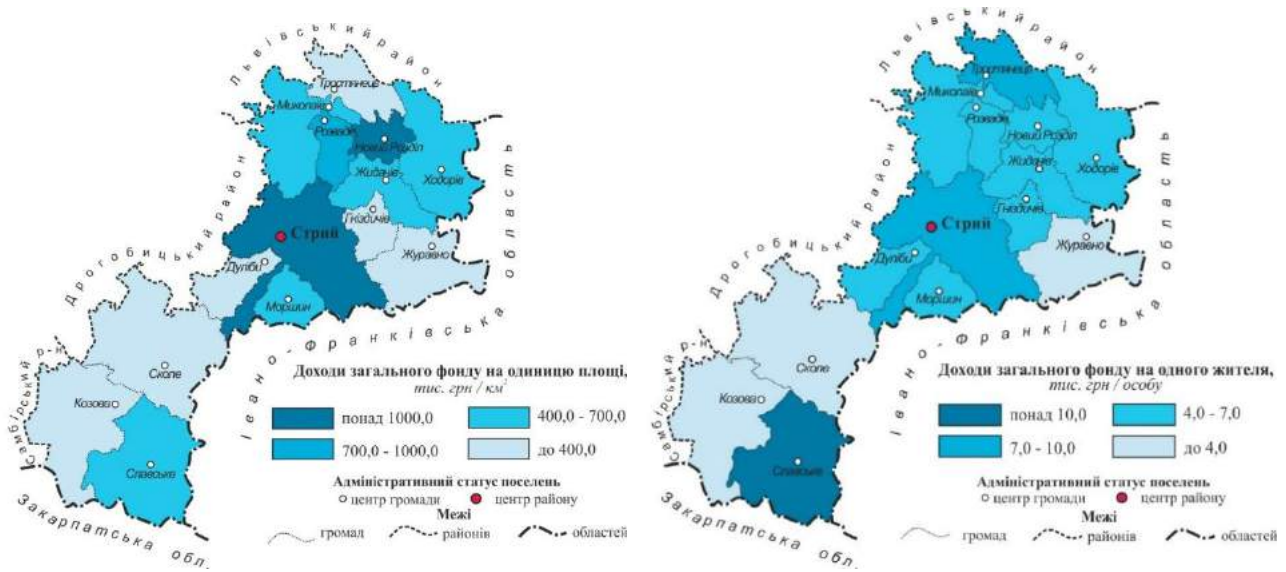 Львівський район
Тростянець
Миколаїв
Розвадів
Новий Розділ
Жидачів
Ходорів
Гніздичів
Стрий
Журавно
Дуліби
Моршин
Сколе
Козова
Славське
Дрогобицький район
Самбірський р-н
Закарпатська обл.
Івано-Франківська область
Доходи загального фонду на одиницю площі,
тис. грн / км²
понад 1000,0
400,0 - 700,0
700,0 - 1000,0
до 400,0
Адміністративний статус поселень
центр громади
центр району
Межі
громад
районів
областей
Львівський район
Тростянець
Миколаїв
Розвадів
Новий Розділ
Жидачів
Ходорів
Гніздичів
Стрий
Журавно
Дуліби
Моршин
Сколе
Козова
Славське
Дрогобицький район
Самбірський р-н
Закарпатська обл.
Івано-Франківська область
Доходи загального фонду на одного жителя,
тис. грн / особу
понад 10,0
4,0 - 7,0
7,0 - 10,0
до 4,0
Адміністративний статус поселень
центр громади
центр району
Межі
громад
районів
областей